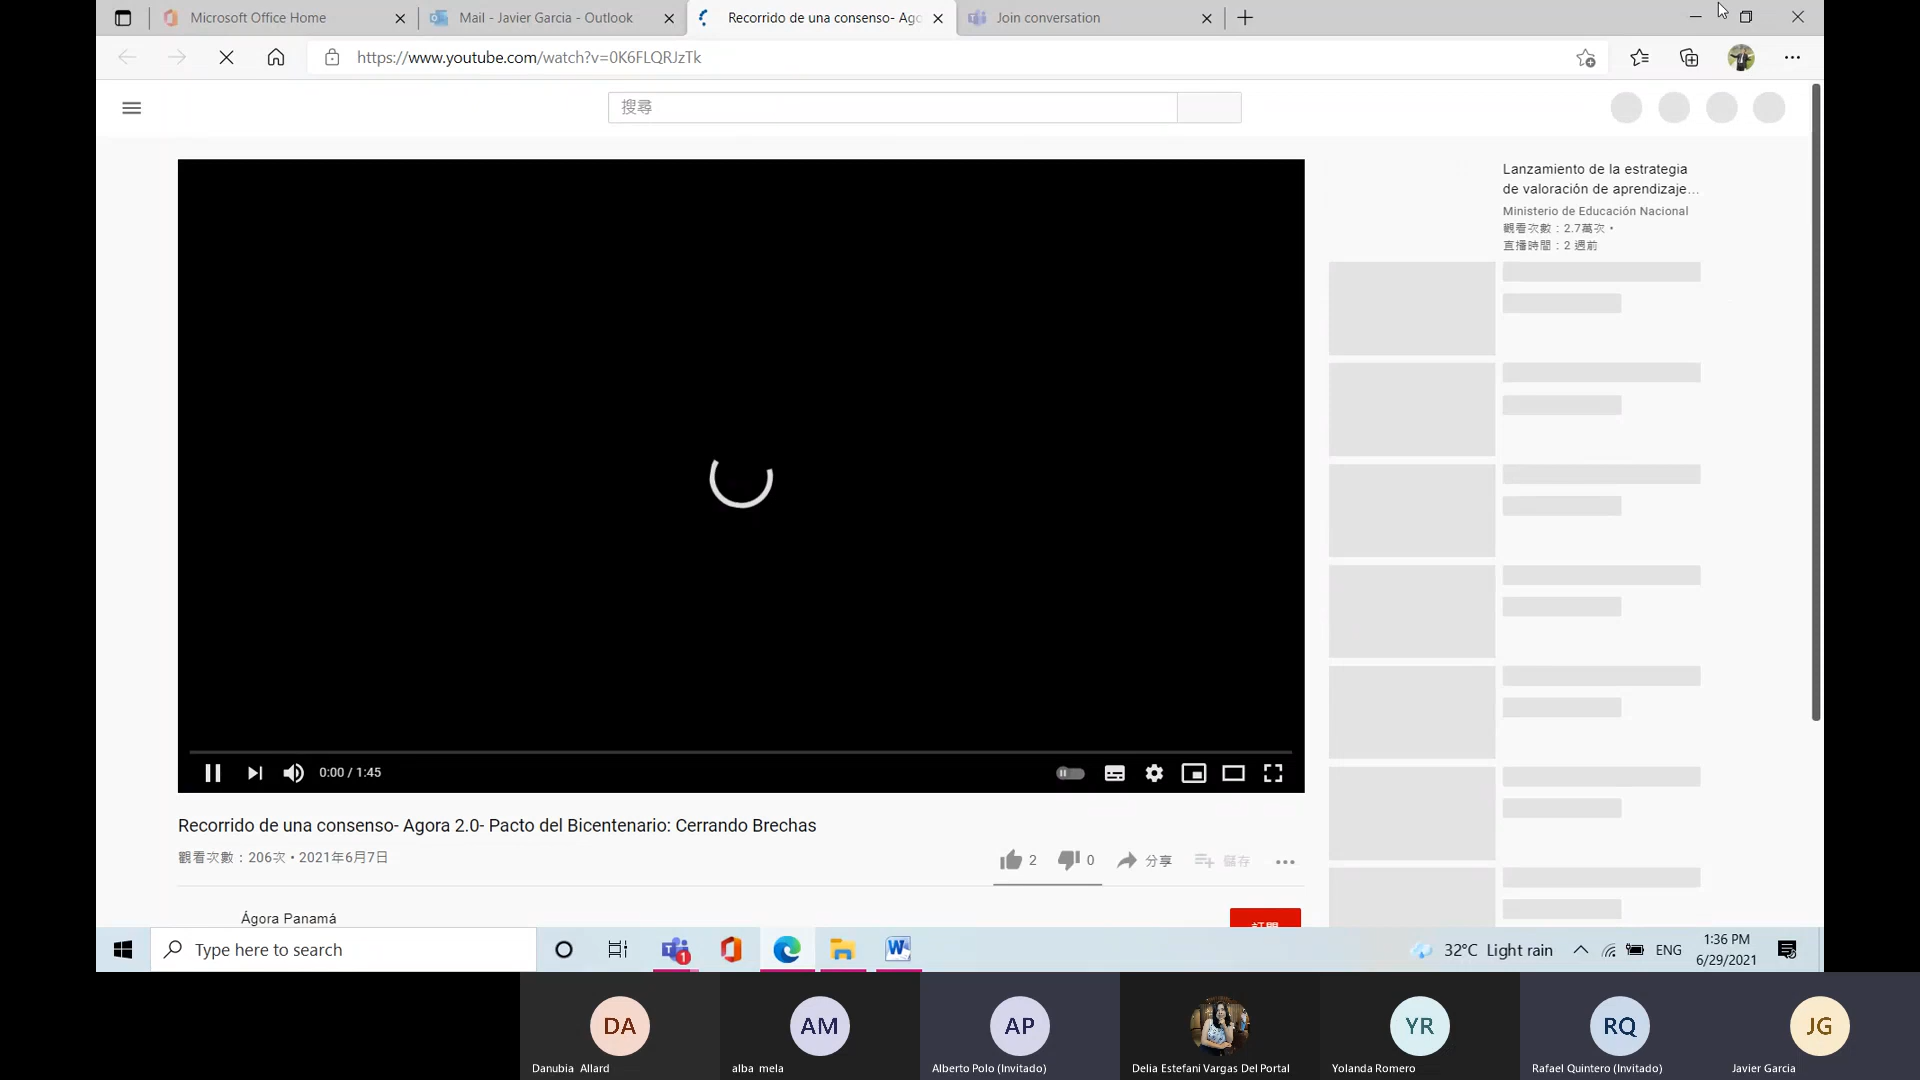 Microsoft Office Home
Mail - Javier Garcia - Outlook
Recorrido de una consenso- Ago
Join conversation
https://www.youtube.com/watch?v=0K6FLQRJzTk
搜尋
Lanzamiento de la estrategia
de valoración de aprendizaje...
Ministerio de Educación Nacional
觀看次數：2.7萬次 •
直播時間：2 週前
0:00 / 1:45
Recorrido de una consenso- Agora 2.0- Pacto del Bicentenario: Cerrando Brechas
觀看次數：206次 • 2021年6月7日
2
0
分享
儲存
Ágora Panamá
訂閱
Type here to search
1
32°C Light rain
ENG
1:36 PM
6/29/2021
DA
AM
AP
YR
RQ
JG
Danubia Allard
alba mela
Alberto Polo (Invitado)
Delia Estefani Vargas Del Portal
Yolanda Romero
Rafael Quintero (Invitado)
Javier Garcia